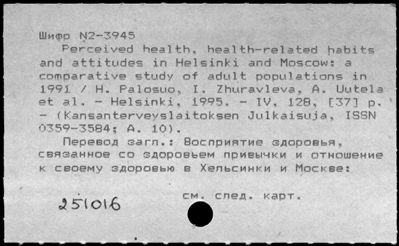 Шифр N2-3945
Perceived health, health-related habits
and attitudes in Helsinki and Moscow: a
comparative study of adult populations in
1991 / H. Palosuo, I. Zhuravleva, A. Uutela
et al. - Helsinki, 1995. - IV, 128, [37] p.
- (Kansanterveyslaitoksen Julkaisuja, ISSN
0359-3584; A. 10).
Перевод загл.: Восприятие здоровья,
связанное со здоровьем привычки и отношение
к своему здоровью в Хельсинки и Москве:
см. след. карт.
251016